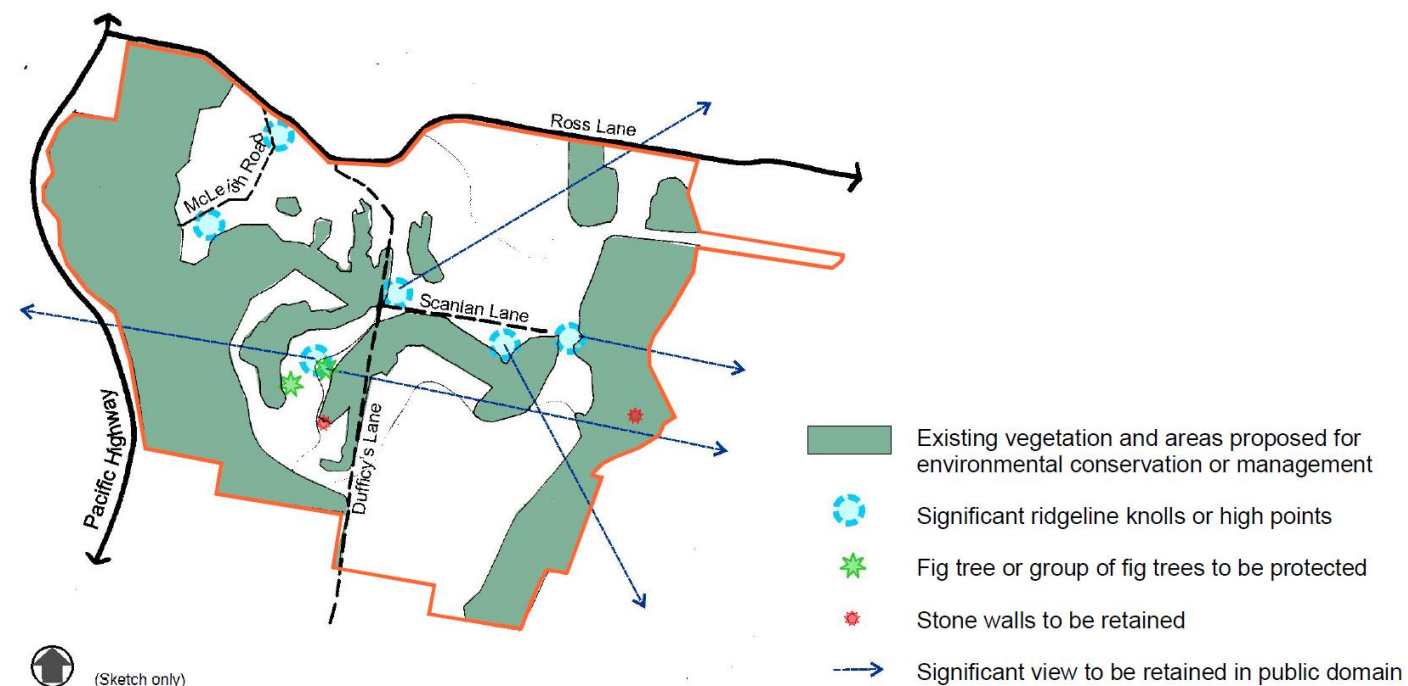 Ross Lane
McLeish Road
Scanlan Lane
Pacific Highway
Dufficy's Lane
Existing vegetation and areas proposed for
environmental conservation or management
Significant ridgeline knolls or high points
Fig tree or group of fig trees to be protected
Stone walls to be retained
Significant view to be retained in public domain
(Sketch only)